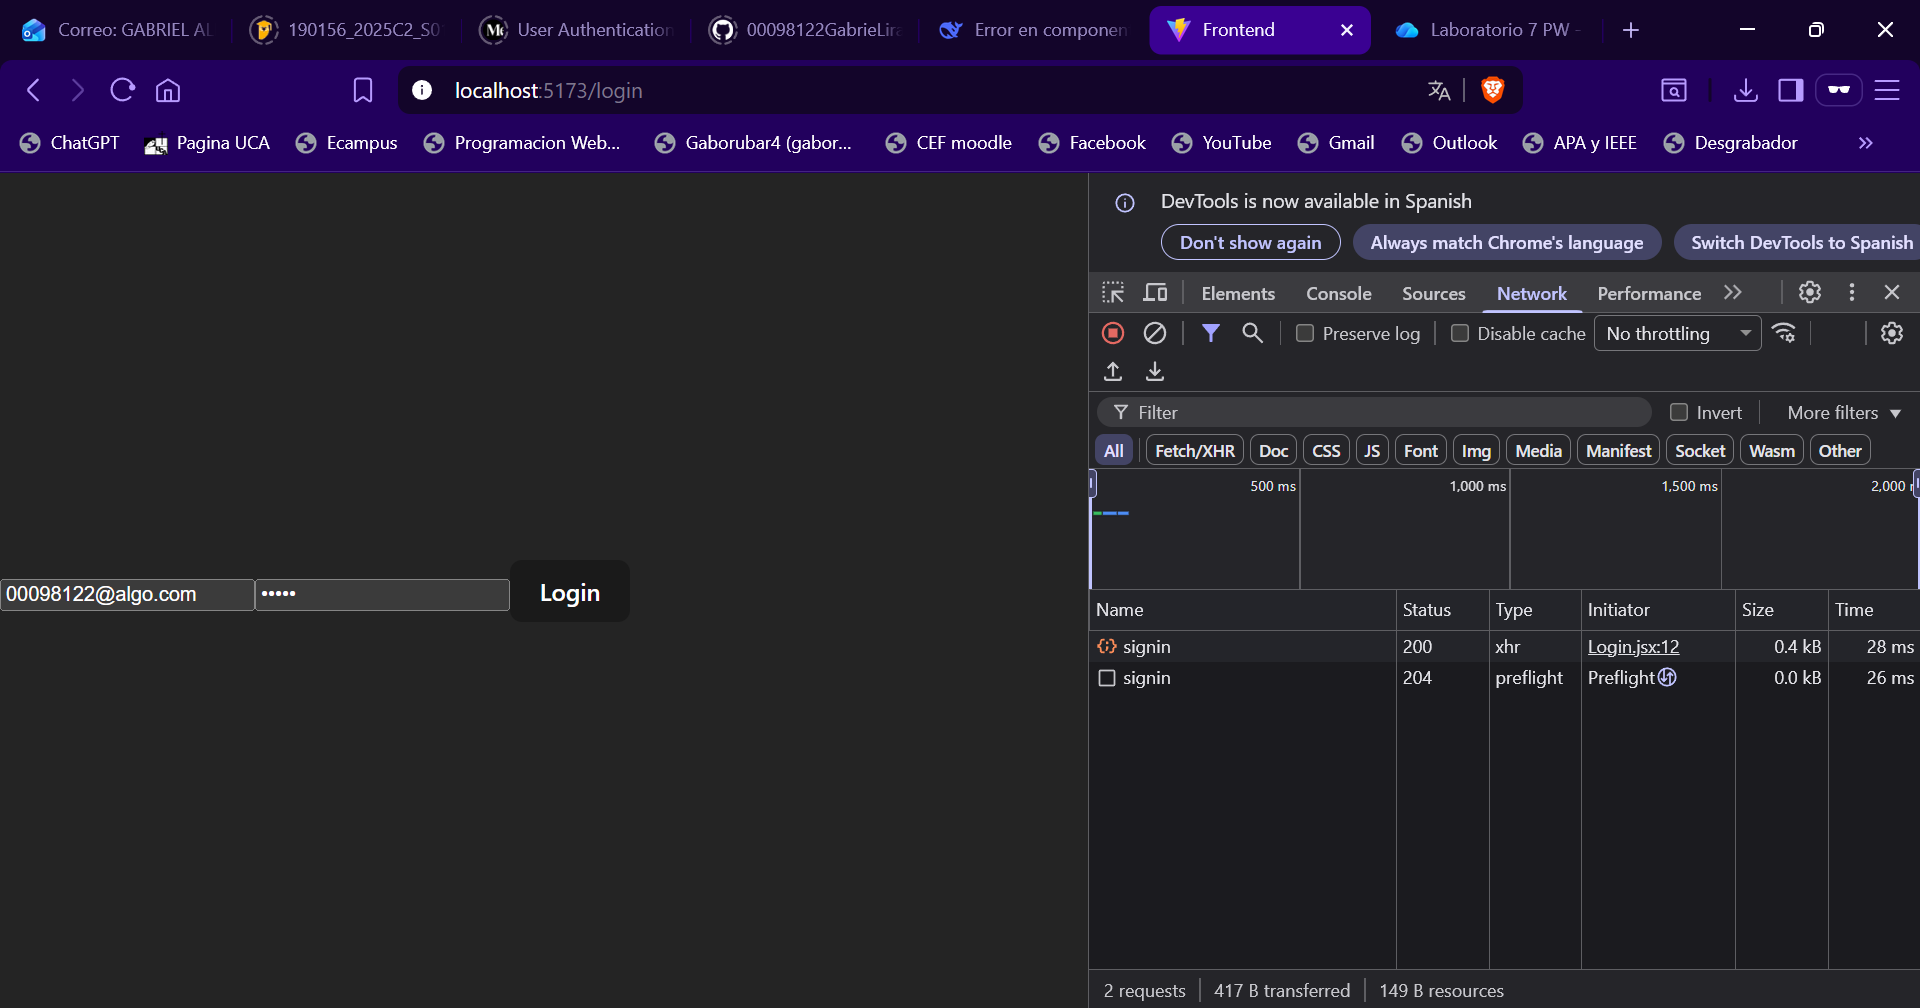 Correo: GABRIEL AL
190156_2025C2_S0
User Authentication
00098122GabrieLira
Error en componen
Frontend
Laboratorio 7 PW -
localhost:5173/login
ChatGPT
Pagina UCA
Ecampus
Programacion Web...
Gaborubar4 (gabor...
CEF moodle
Facebook
YouTube
Gmail
Outlook
APA y IEEE
Desgrabador
»
DevTools is now available in Spanish
Don't show again
Always match Chrome's language
Switch DevTools to Spanish
Elements
Console
Sources
Network
Performance
Preserve log
Disable cache
No throttling
Filter
Invert
More filters
All
Fetch/XHR
Doc
CSS
JS
Font
Img
Media
Manifest
Socket
Wasm
Other
500 ms
1,000 ms
1,500 ms
2,000
00098122@algo.com
•••••
Login
Name Status Type Initiator Size Time
signin 200 xhr Login.jsx:12 0.4 kB 28 ms
signin 204 preflight Preflight 0.0 kB 26 ms
2 requests
417 B transferred
149 B resources